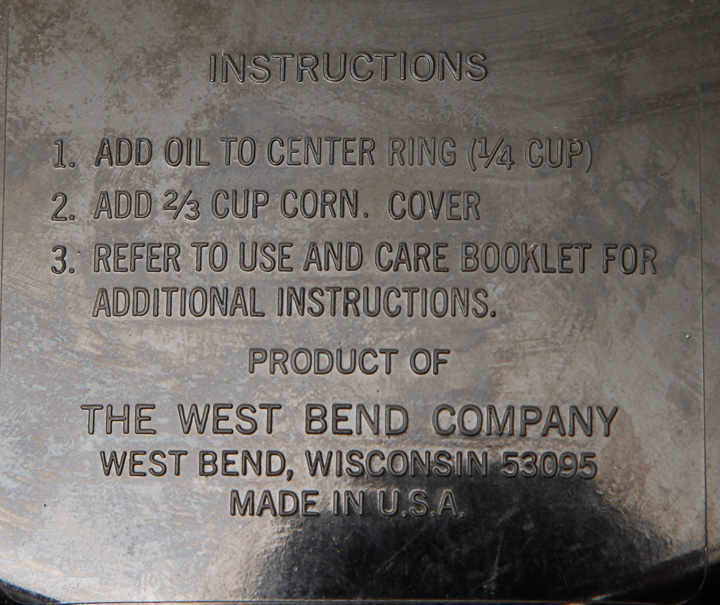 INSTRUCTIONS
1. ADD OIL TO CENTER RING (1/4 CUP)
2. ADD 2/3 CUP CORN. COVER
3. REFER TO USE AND CARE BOOKLET FOR
ADDITIONAL INSTRUCTIONS.
PRODUCT OF
THE WEST BEND COMPANY
WEST BEND, WISCONSIN 53095
MADE IN U.S.A.